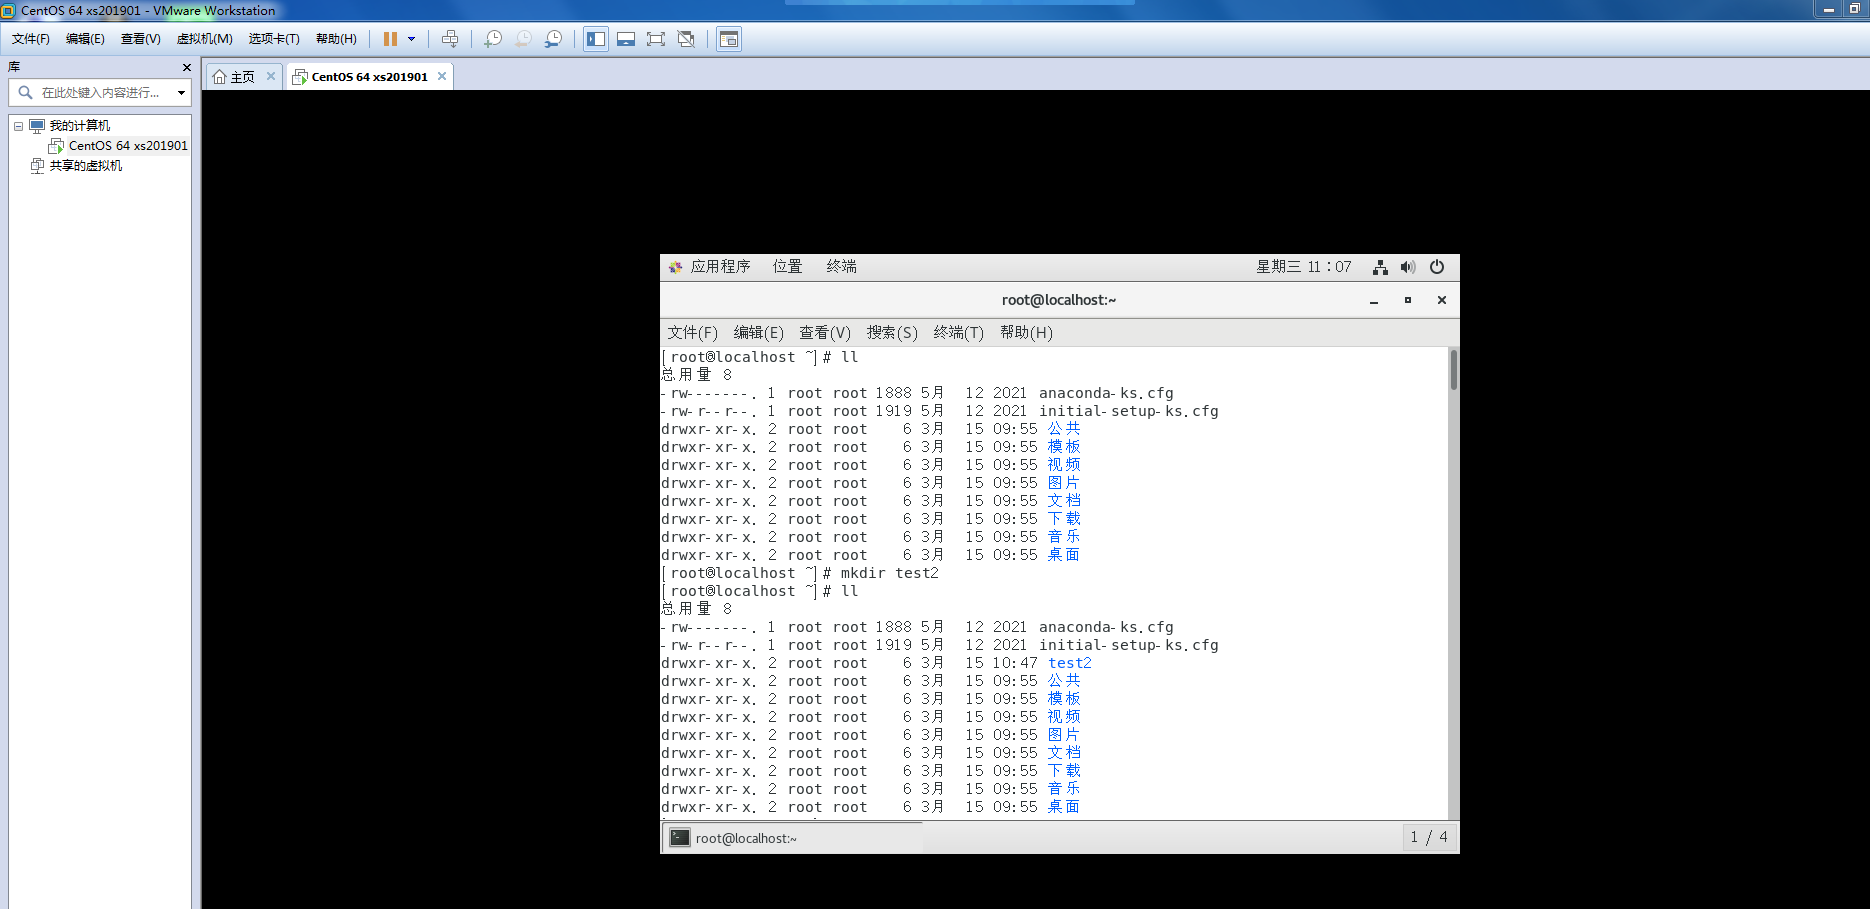 CentOS 64 xs201901 - VMware Workstation
文件(F) 编辑(E) 查看(V) 虚拟机(M) 选项卡(T) 帮助(H)
库
在此处键入内容进行...
我的计算机
CentOS 64 xs201901
共享的虚拟机
主页 CentOS 64 xs201901
应用程序 位置 终端 星期三 11：07
root@localhost:~
文件(F) 编辑(E) 查看(V) 搜索(S) 终端(T) 帮助(H)
[root@localhost ~]# ll
总用量 8
-rw-------. 1 root root 1888 5月 12 2021 anaconda-ks.cfg
-rw-r--r--. 1 root root 1919 5月 12 2021 initial-setup-ks.cfg
drwxr-xr-x. 2 root root 6 3月 15 09:55 公共
drwxr-xr-x. 2 root root 6 3月 15 09:55 模板
drwxr-xr-x. 2 root root 6 3月 15 09:55 视频
drwxr-xr-x. 2 root root 6 3月 15 09:55 图片
drwxr-xr-x. 2 root root 6 3月 15 09:55 文档
drwxr-xr-x. 2 root root 6 3月 15 09:55 下载
drwxr-xr-x. 2 root root 6 3月 15 09:55 音乐
drwxr-xr-x. 2 root root 6 3月 15 09:55 桌面
[root@localhost ~]# mkdir test2
[root@localhost ~]# ll
总用量 8
-rw-------. 1 root root 1888 5月 12 2021 anaconda-ks.cfg
-rw-r--r--. 1 root root 1919 5月 12 2021 initial-setup-ks.cfg
drwxr-xr-x. 2 root root 6 3月 15 10:47 test2
drwxr-xr-x. 2 root root 6 3月 15 09:55 公共
drwxr-xr-x. 2 root root 6 3月 15 09:55 模板
drwxr-xr-x. 2 root root 6 3月 15 09:55 视频
drwxr-xr-x. 2 root root 6 3月 15 09:55 图片
drwxr-xr-x. 2 root root 6 3月 15 09:55 文档
drwxr-xr-x. 2 root root 6 3月 15 09:55 下载
drwxr-xr-x. 2 root root 6 3月 15 09:55 音乐
drwxr-xr-x. 2 root root 6 3月 15 09:55 桌面
root@localhost:~ 1 / 4